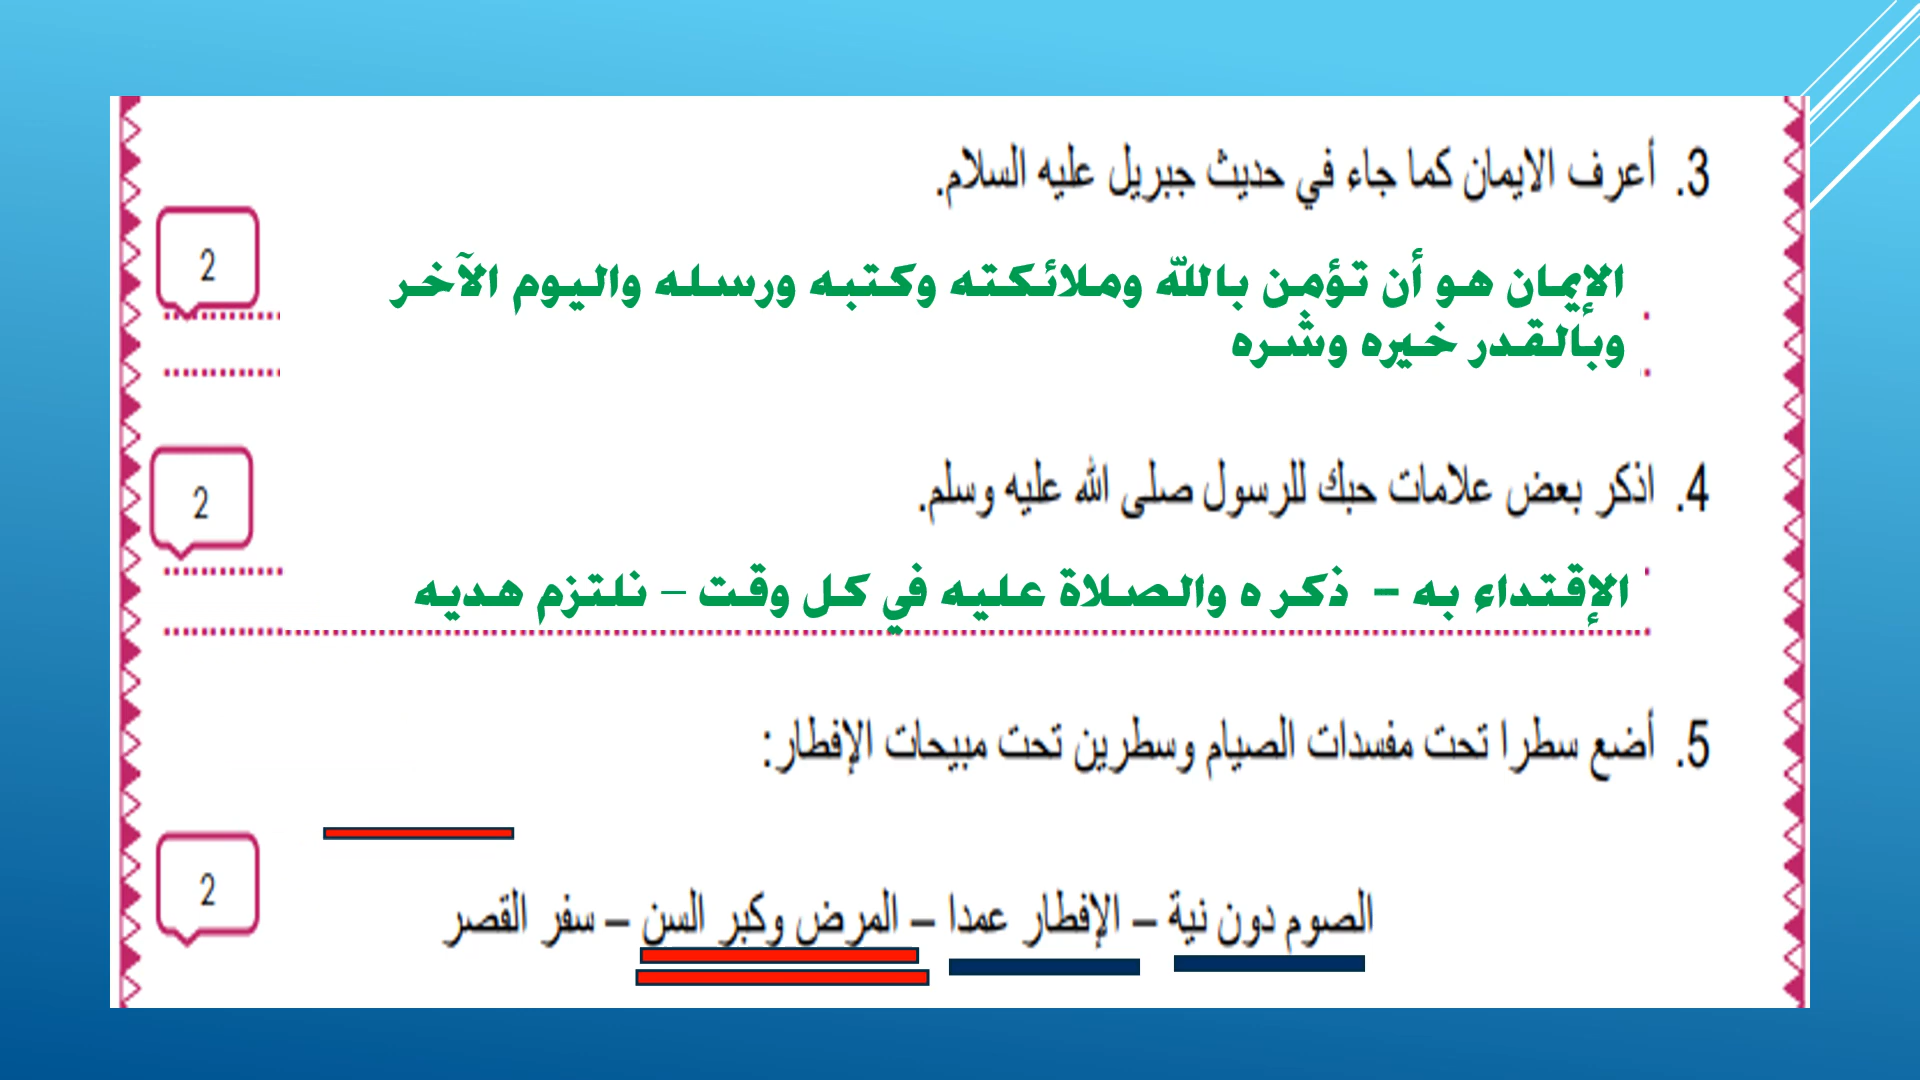 3. أعرف الايمان كما جاء في حديث جبريل عليه السلام.
2
الإيمان هو أن تؤمن بالله وملائكته وكتبه ورسله واليوم الآخر
وبالقدر خيره وشره
4. اذكر بعض علامات حبك للرسول صلى الله عليه وسلم.
2
الإقتداء به – ذكر ه والصلاة عليه في كل وقت – نلتزم هديه
5. أضع سطرا تحت مفسدات الصيام وسطرين تحت مبيحات الإفطار:
2
الصوم دون نية – الإفطار عمدا – المرض وكبر السن – سفر القصر